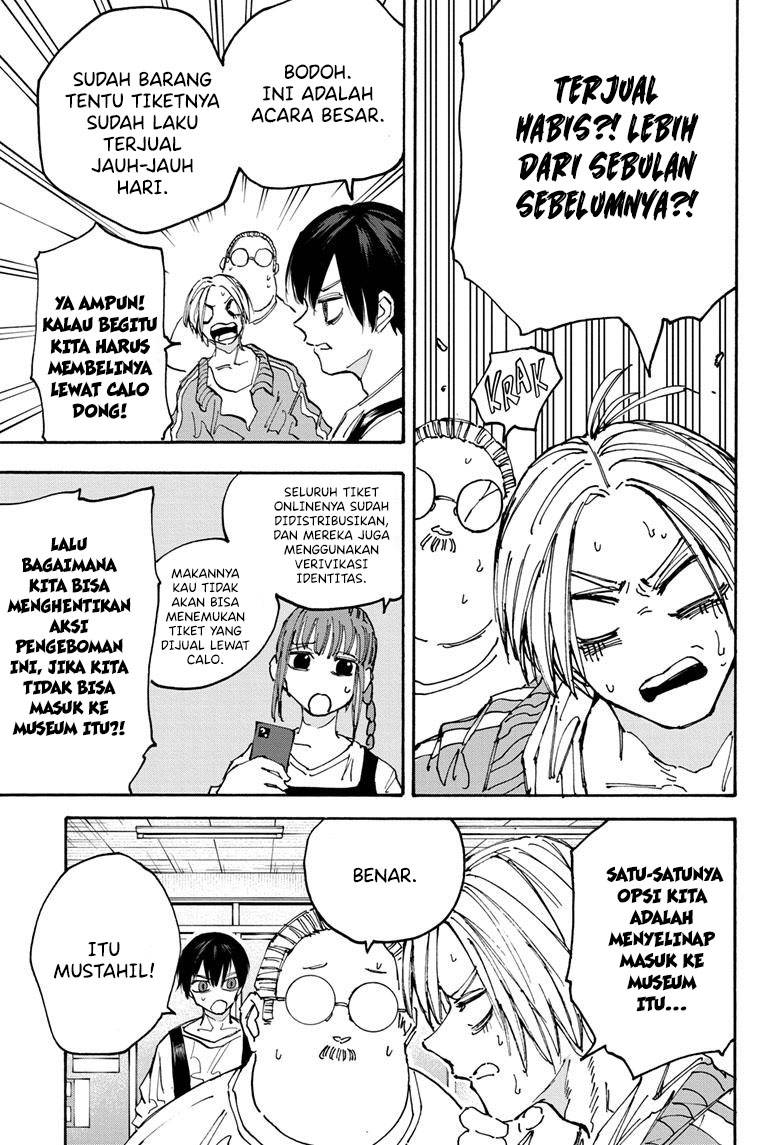 TERJUAL
HABIS?! LEBIH
DARI SEBULAN
SEBELUMNYA?!
KRAK
BODOH.
INI ADALAH
ACARA BESAR.
SUDAH BARANG
TENTU TIKETNYA
SUDAH LAKU
TERJUAL
JAUH-JAUH
HARI.
YA AMPUN!
KALAU BEGITU
KITA HARUS
MEMBELINYA
LEWAT CALO
DONG!
SELURUH TIKET
ONLINENYA SUDAH
DIDISTRIBUSIKAN,
DAN MEREKA JUGA
MENGGUNAKAN
VERIVIKASI
IDENTITAS.
MAKANNYA
KAU TIDAK
AKAN BISA
MENEMUKAN
TIKET YANG
DIJUAL LEWAT
CALO.
LALU
BAGAIMANA
KITA BISA
MENGHENTIKAN
AKSI
PENGEBOMAN
INI, JIKA KITA
TIDAK BISA
MASUK KE
MUSEUM ITU?!
SATU-SATUNYA
OPSI KITA
ADALAH
MENYELINAP
MASUK KE
MUSEUM
ITU...
BENAR.
ITU
MUSTAHIL!